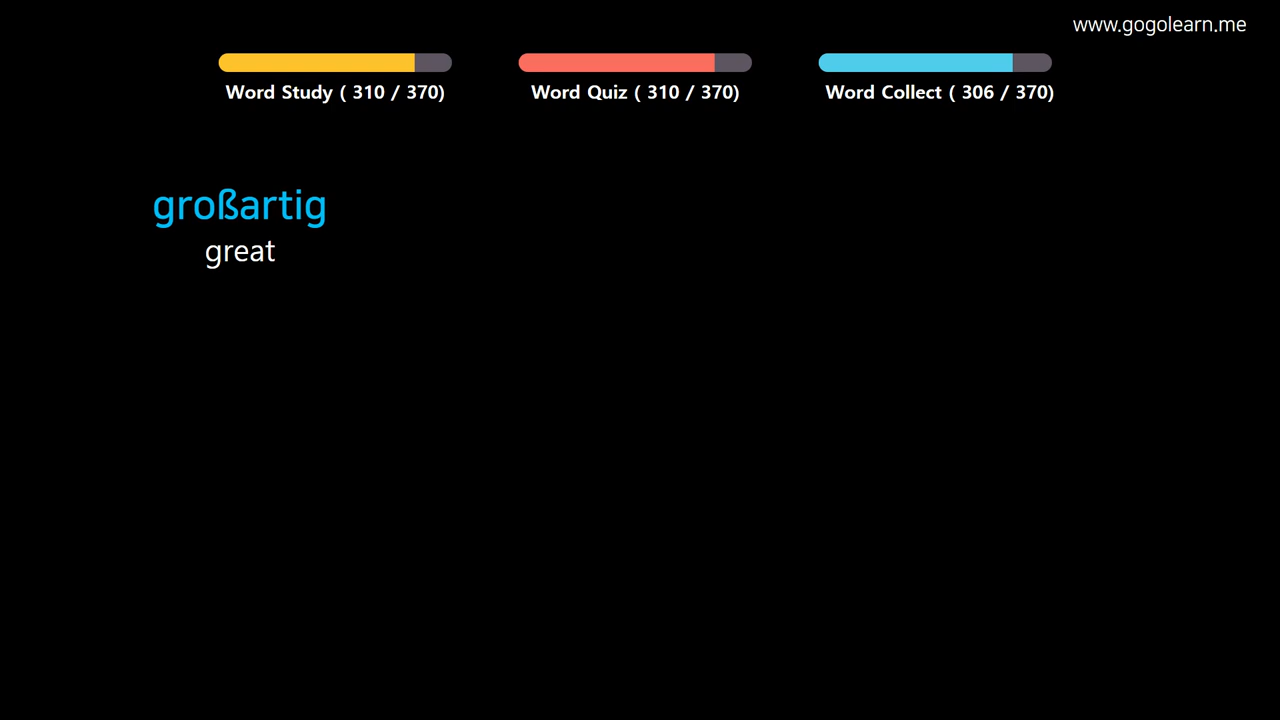 www.gogolearn.me
Word Study ( 310 / 370)
Word Quiz ( 310 / 370)
Word Collect ( 306 / 370)
großartig
great